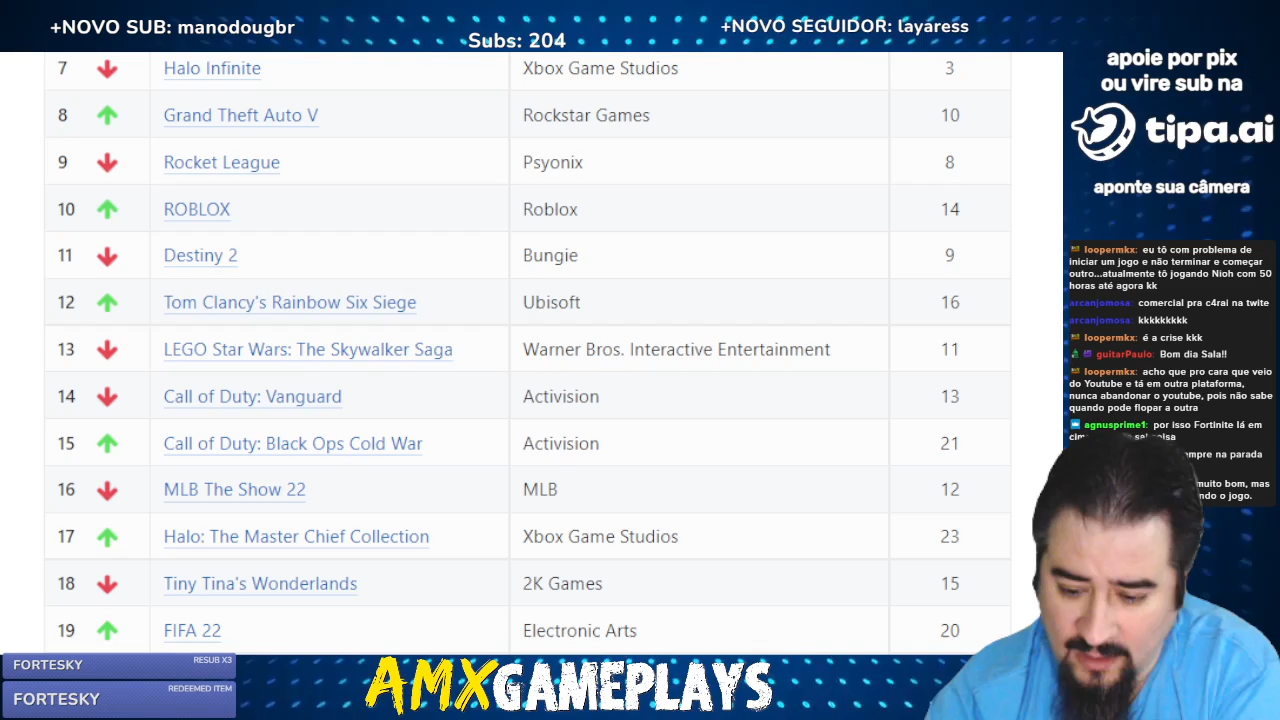 +NOVO SUB: manodougbr
Subs: 204
+NOVO SEGUIDOR: layaress
7 Halo Infinite Xbox Game Studios 3
8 Grand Theft Auto V Rockstar Games 10
9 Rocket League Psyonix 8
10 ROBLOX Roblox 14
11 Destiny 2 Bungie 9
12 Tom Clancy's Rainbow Six Siege Ubisoft 16
13 LEGO Star Wars: The Skywalker Saga Warner Bros. Interactive Entertainment 11
14 Call of Duty: Vanguard Activision 13
15 Call of Duty: Black Ops Cold War Activision 21
16 MLB The Show 22 MLB 12
17 Halo: The Master Chief Collection Xbox Game Studios 23
18 Tiny Tina's Wonderlands 2K Games 15
19 FIFA 22 Electronic Arts 20
apoie por pix
ou vire sub na
tipa.ai
aponte sua câmera
loopermkx: eu tô com problema de
iniciar um jogo e não terminar e começar
outro...atualmente tô jogando Nioh com 50
horas até agora kk
arcanjomosa: comercial pra c4ral na twite
arcanjomosa: kkkkkkkkk
loopermkx: é a crise kkk
guitarPaulo: Bom dia Sala!!
loopermkx: acho que pro cara que veio
do Youtube e tá em outra plataforma,
nunca abandonar o youtube, pois não sabe
quando pode flopar a outra
agnusprime1: por isso Fortinite lá em
na parada
muito bom, mas
o jogo.
FORTESKY RESUB X3
FORTESKY REDEEMED ITEM
AMXGAMEPLAYS